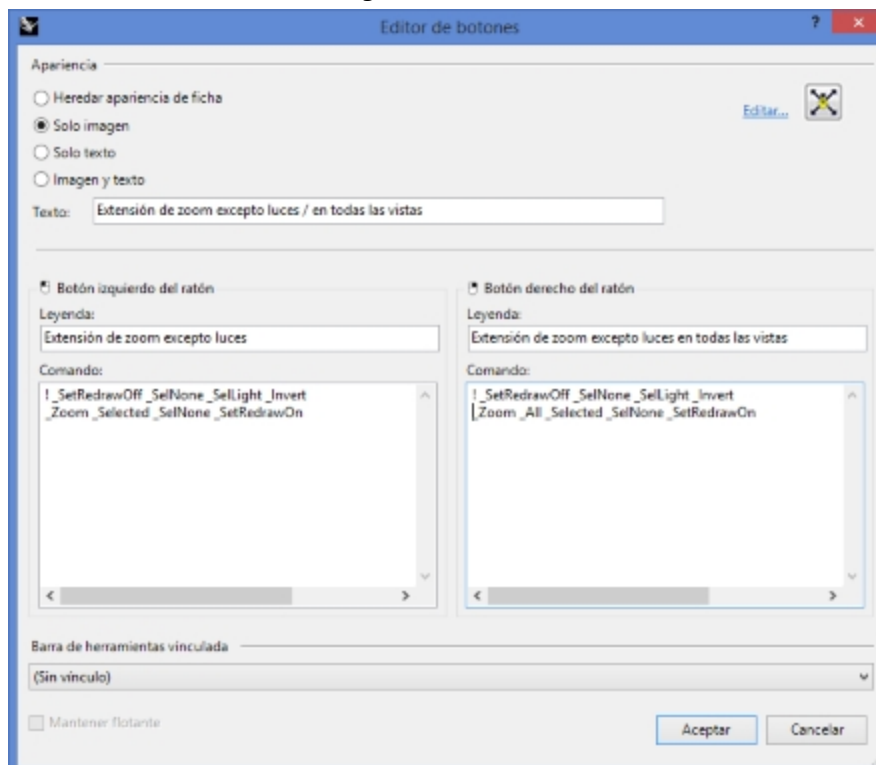 Editor de botones
?
Apariencia
Heredar apariencia de ficha
Editar...
Solo imagen
Solo texto
Imagen y texto
Texto: Extensión de zoom excepto luces / en todas las vistas
Botón izquierdo del ratón
Leyenda:
Extensión de zoom excepto luces
Comando:
! _SetRedrawOff _SelNone _SelLight _Invert
_Zoom _Selected _SelNone _SetRedrawOn
Botón derecho del ratón
Leyenda:
Extensión de zoom excepto luces en todas las vistas
Comando:
! _SetRedrawOff _SelNone _SelLight _Invert
_Zoom _All _Selected _SelNone _SetRedrawOn
Barra de herramientas vinculada
(Sin vínculo)
Mantener flotante
Aceptar
Cancelar